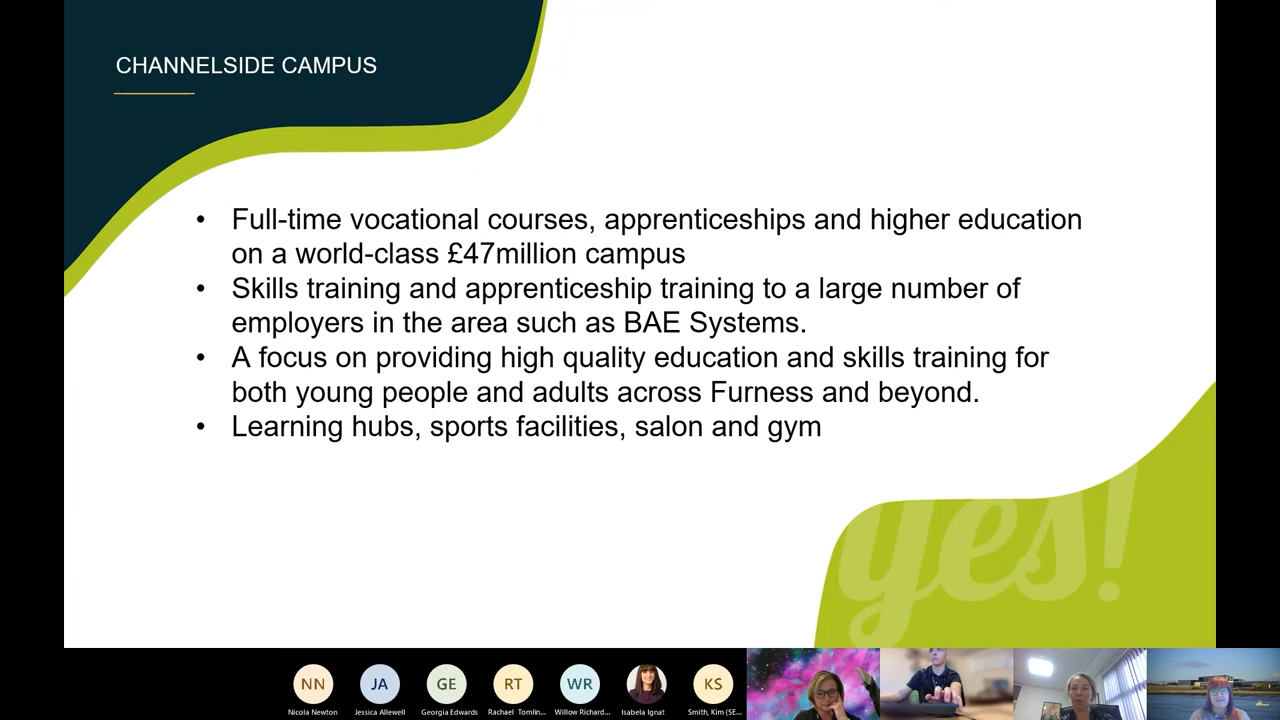 CHANNELSIDE CAMPUS
• Full-time vocational courses, apprenticeships and higher education
on a world-class £47million campus
• Skills training and apprenticeship training to a large number of
employers in the area such as BAE Systems.
• A focus on providing high quality education and skills training for
both young people and adults across Furness and beyond.
• Learning hubs, sports facilities, salon and gym
yes!
NN JA GE RT WR KS
Nicola Newton Jessica Allewell Georgia Edwards Rachael Tomlin... Willow Richard... Isabela Ignat Smith, Kim (SE...